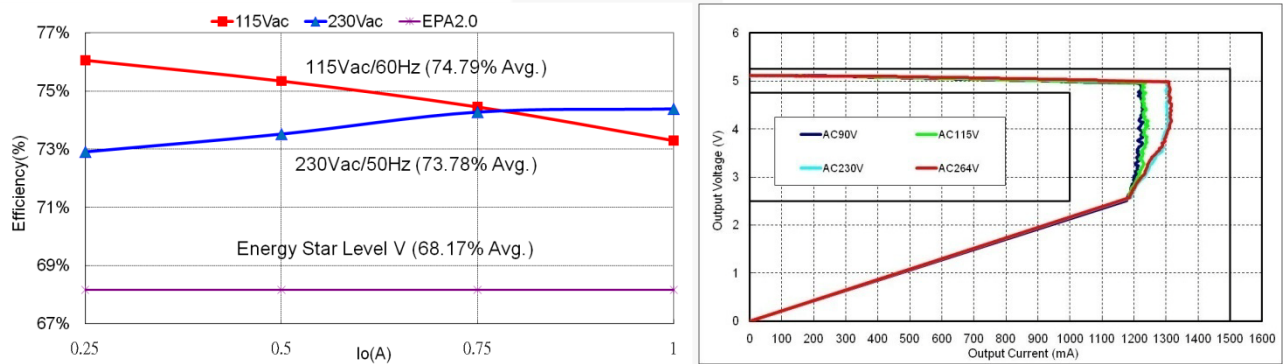 115Vac 230Vac EPA2.0
77%
75%
73%
71%
69%
67%
Efficiency(%)
115Vac/60Hz (74.79% Avg.)
230Vac/50Hz (73.78% Avg.)
Energy Star Level V (68.17% Avg.)
0.25 0.5 0.75 1
Io(A)
6
5
4
3
2
1
0
Output Voltage (V)
AC90V AC115V
AC230V AC264V
0 100 200 300 400 500 600 700 800 900 1000 1100 1200 1300 1400 1500 1600
Output Current (mA)